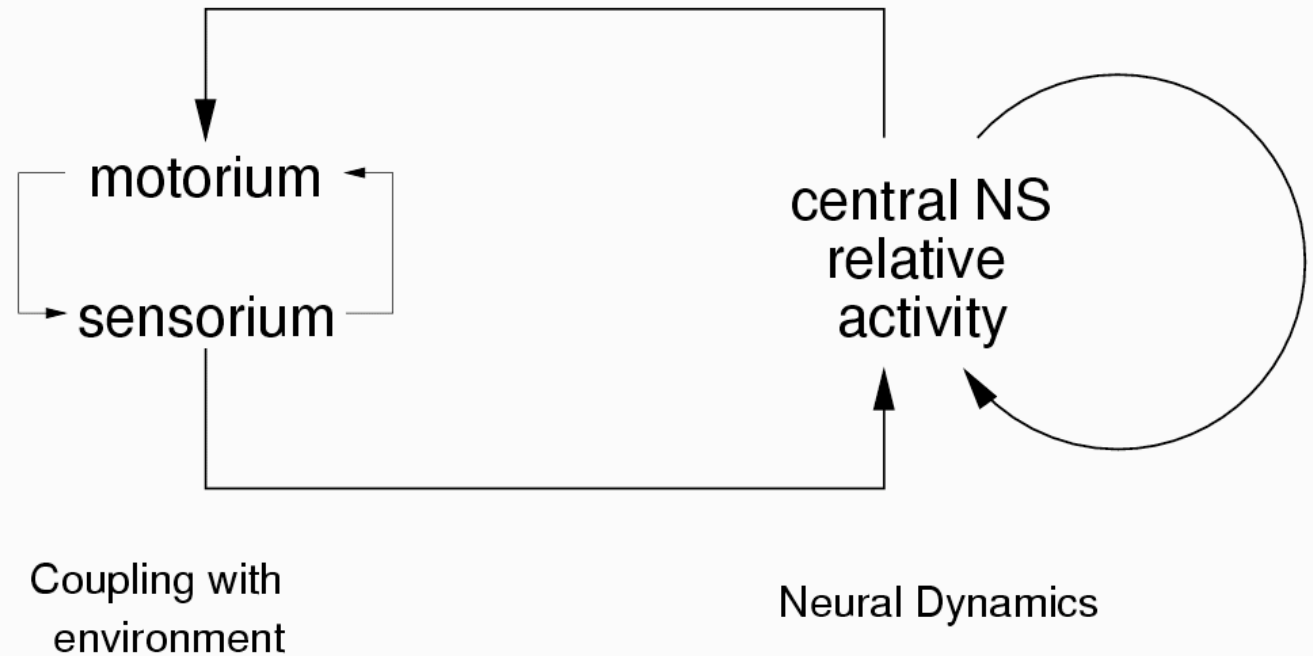 motorium
sensorium
central NS
relative
activity
Coupling with
environment
Neural Dynamics